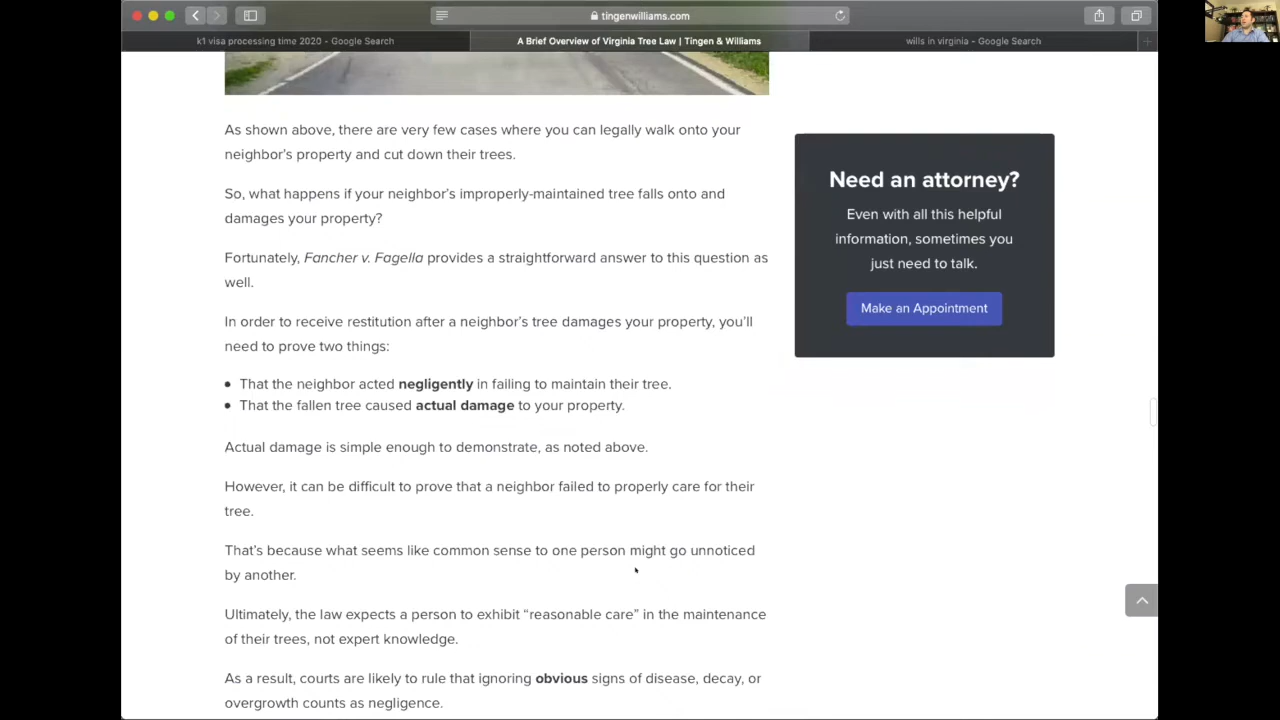 tingenwilliams.com
k1 visa processing time 2020 - Google Search
A Brief Overview of Virginia Tree Law | Tingen & Williams
wills in virginia - Google Search
As shown above, there are very few cases where you can legally walk onto your
neighbor's property and cut down their trees.
So, what happens if your neighbor's improperly-maintained tree falls onto and
damages your property?
Fortunately, Fancher v. Fagella provides a straightforward answer to this question as
well.
In order to receive restitution after a neighbor's tree damages your property, you'll
need to prove two things:
• That the neighbor acted negligently in failing to maintain their tree.
• That the fallen tree caused actual damage to your property.
Actual damage is simple enough to demonstrate, as noted above.
However, it can be difficult to prove that a neighbor failed to properly care for their
tree.
That's because what seems like common sense to one person might go unnoticed
by another.
Ultimately, the law expects a person to exhibit “reasonable care” in the maintenance
of their trees, not expert knowledge.
As a result, courts are likely to rule that ignoring obvious signs of disease, decay, or
overgrowth counts as negligence.
Need an attorney?
Even with all this helpful
information, sometimes you
just need to talk.
Make an Appointment